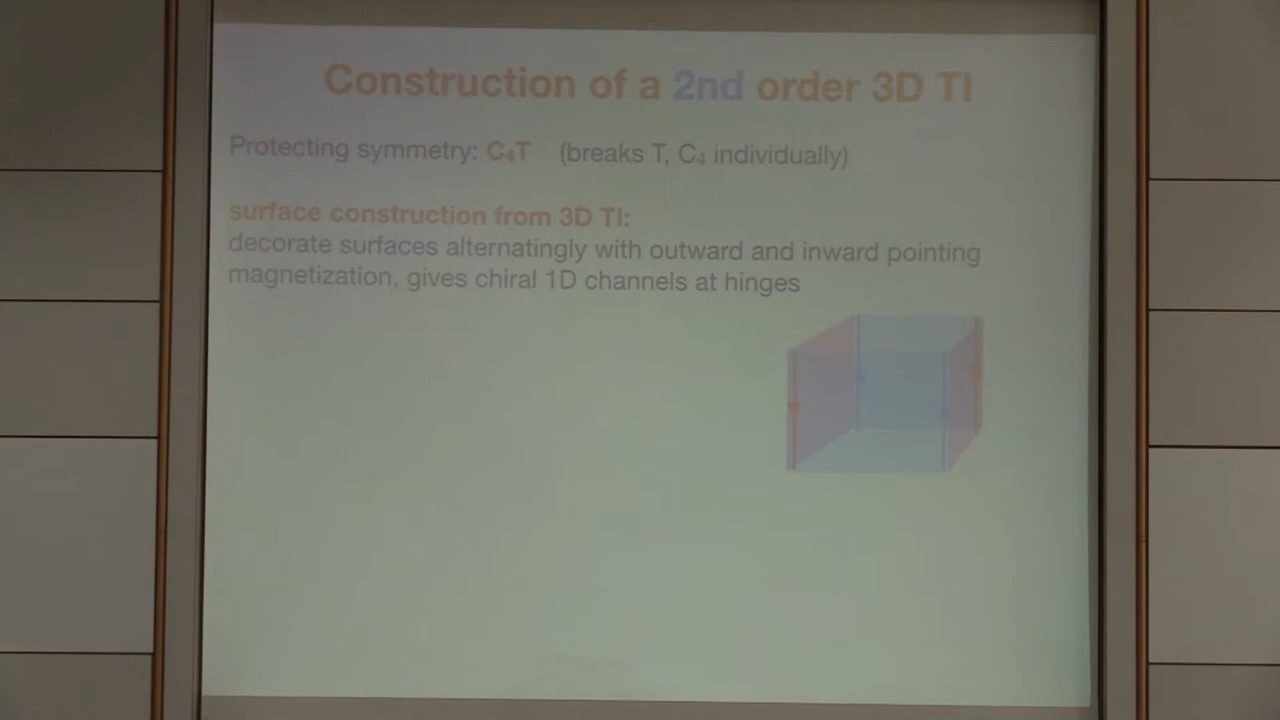 Construction of a 2nd order 3D TI
Protecting symmetry: C₄T (breaks T, C₄ individually)
surface construction from 3D TI:
decorate surfaces alternatingly with outward and inward pointing
magnetization, gives chiral 1D channels at hinges